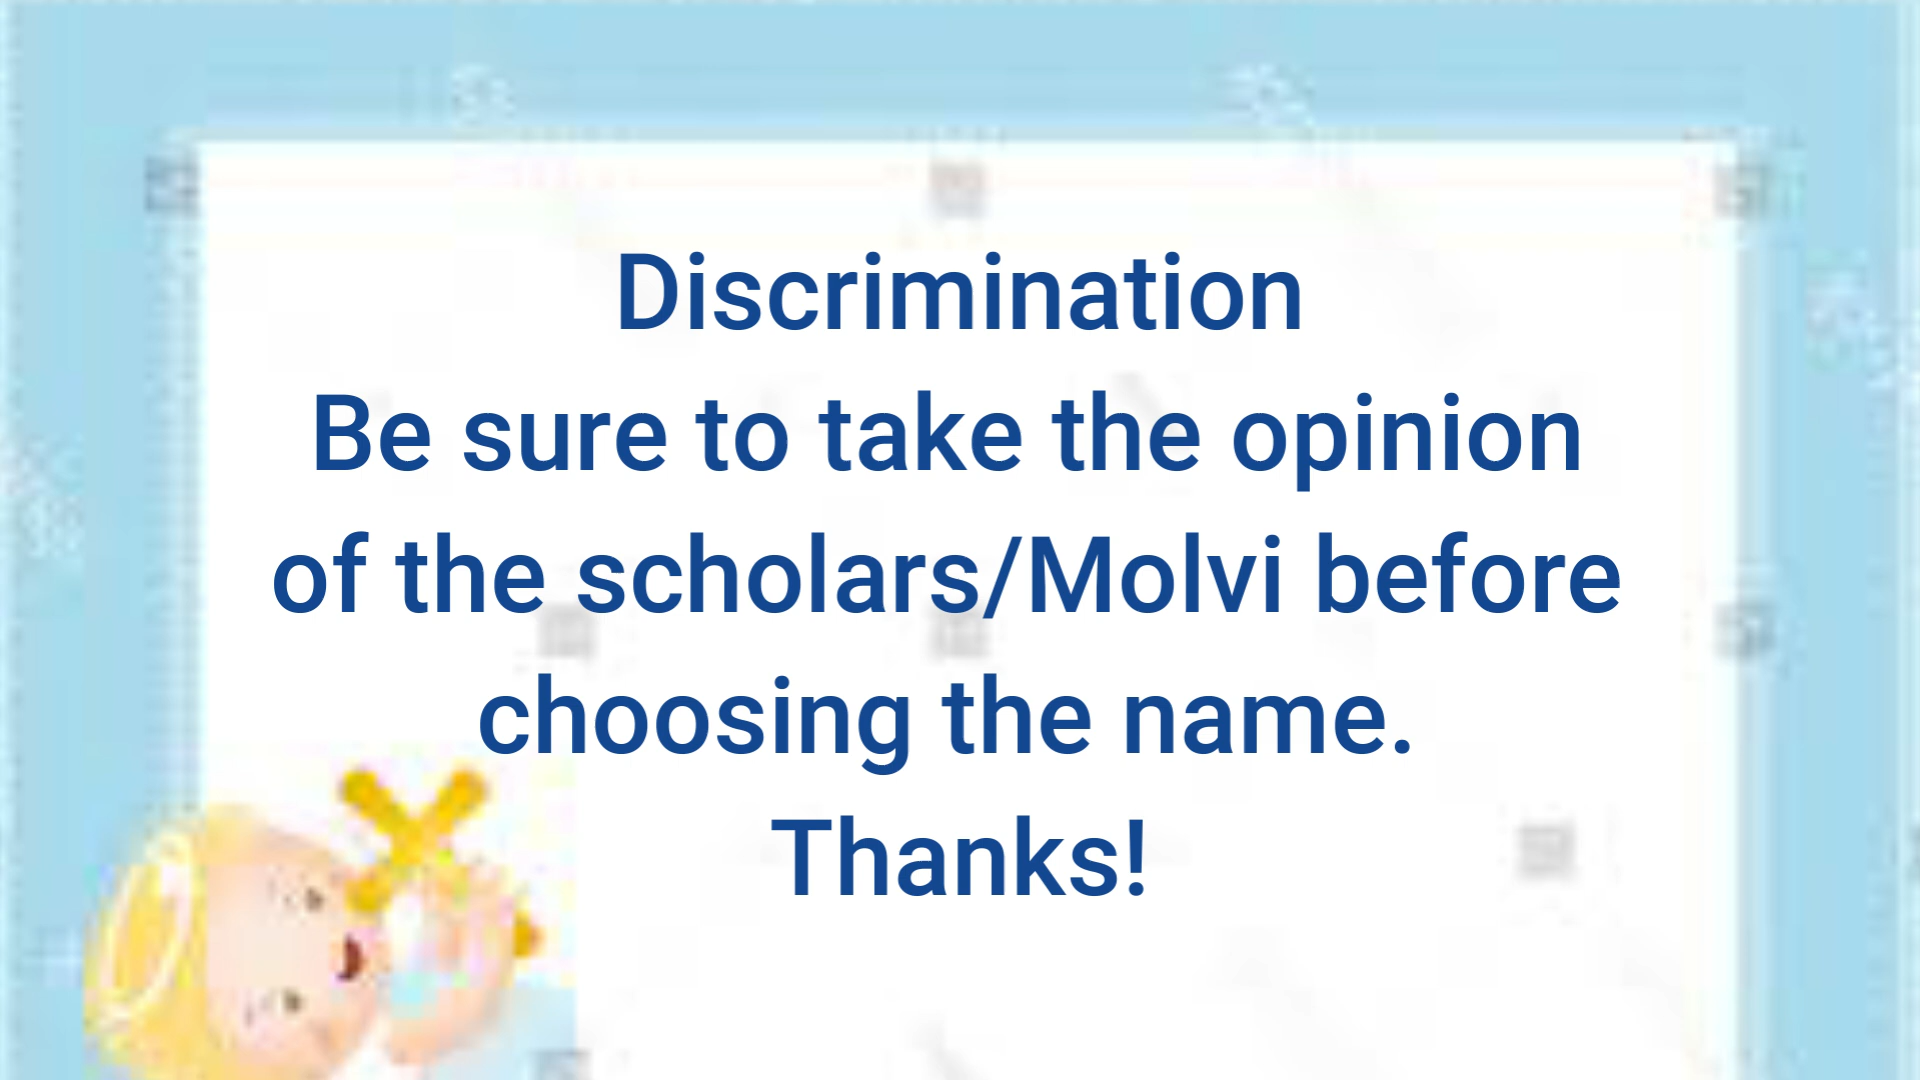 Discrimination
Be sure to take the opinion
of the scholars/Molvi before
choosing the name.
Thanks!